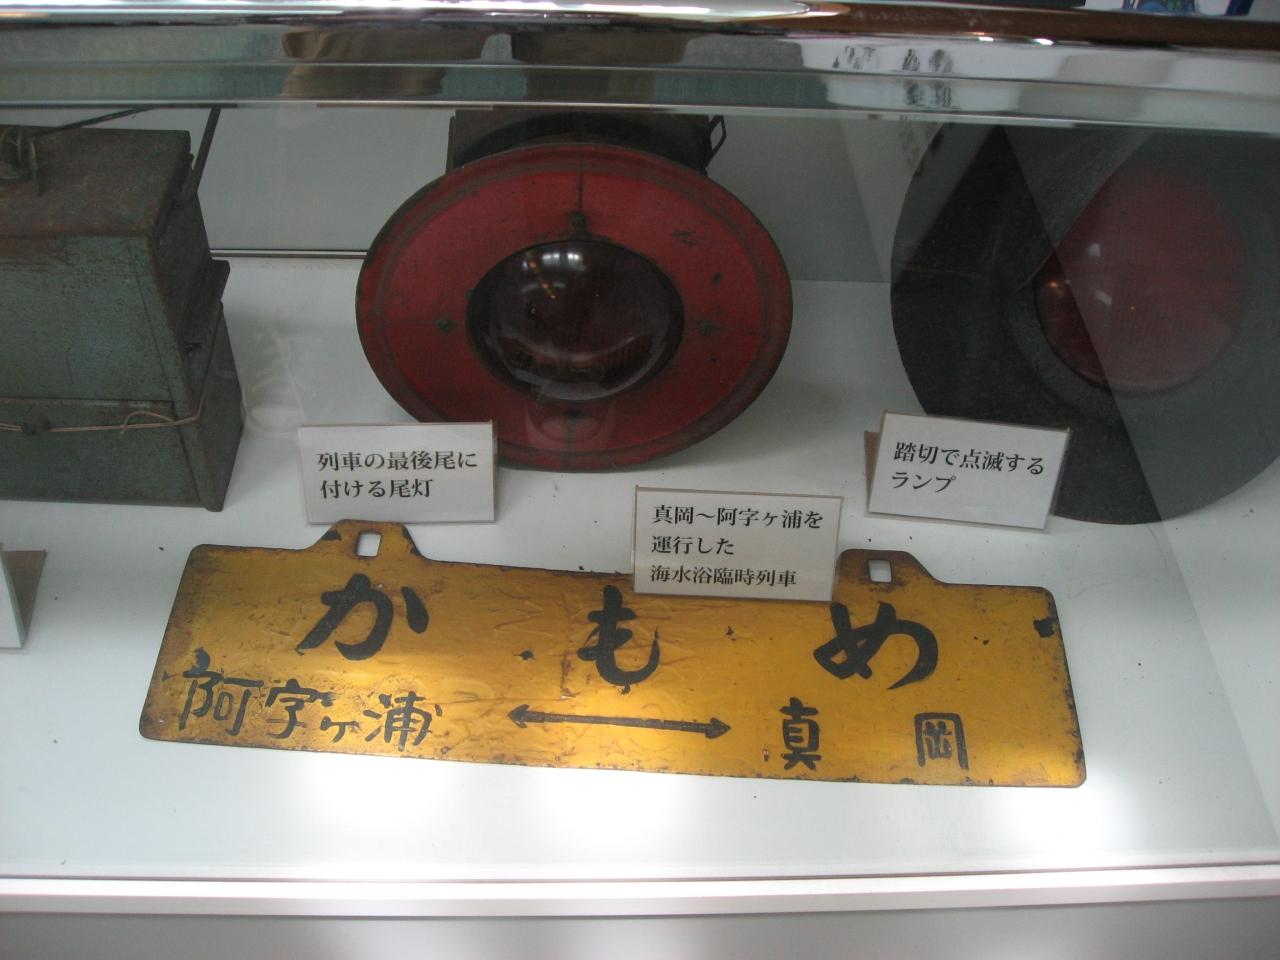 列車の最後尾に
付ける尾灯
踏切で点滅する
ランプ
真岡〜阿字ヶ浦を
運行した
海水浴臨時列車
かもめ
阿字ヶ浦 ↔ 真岡